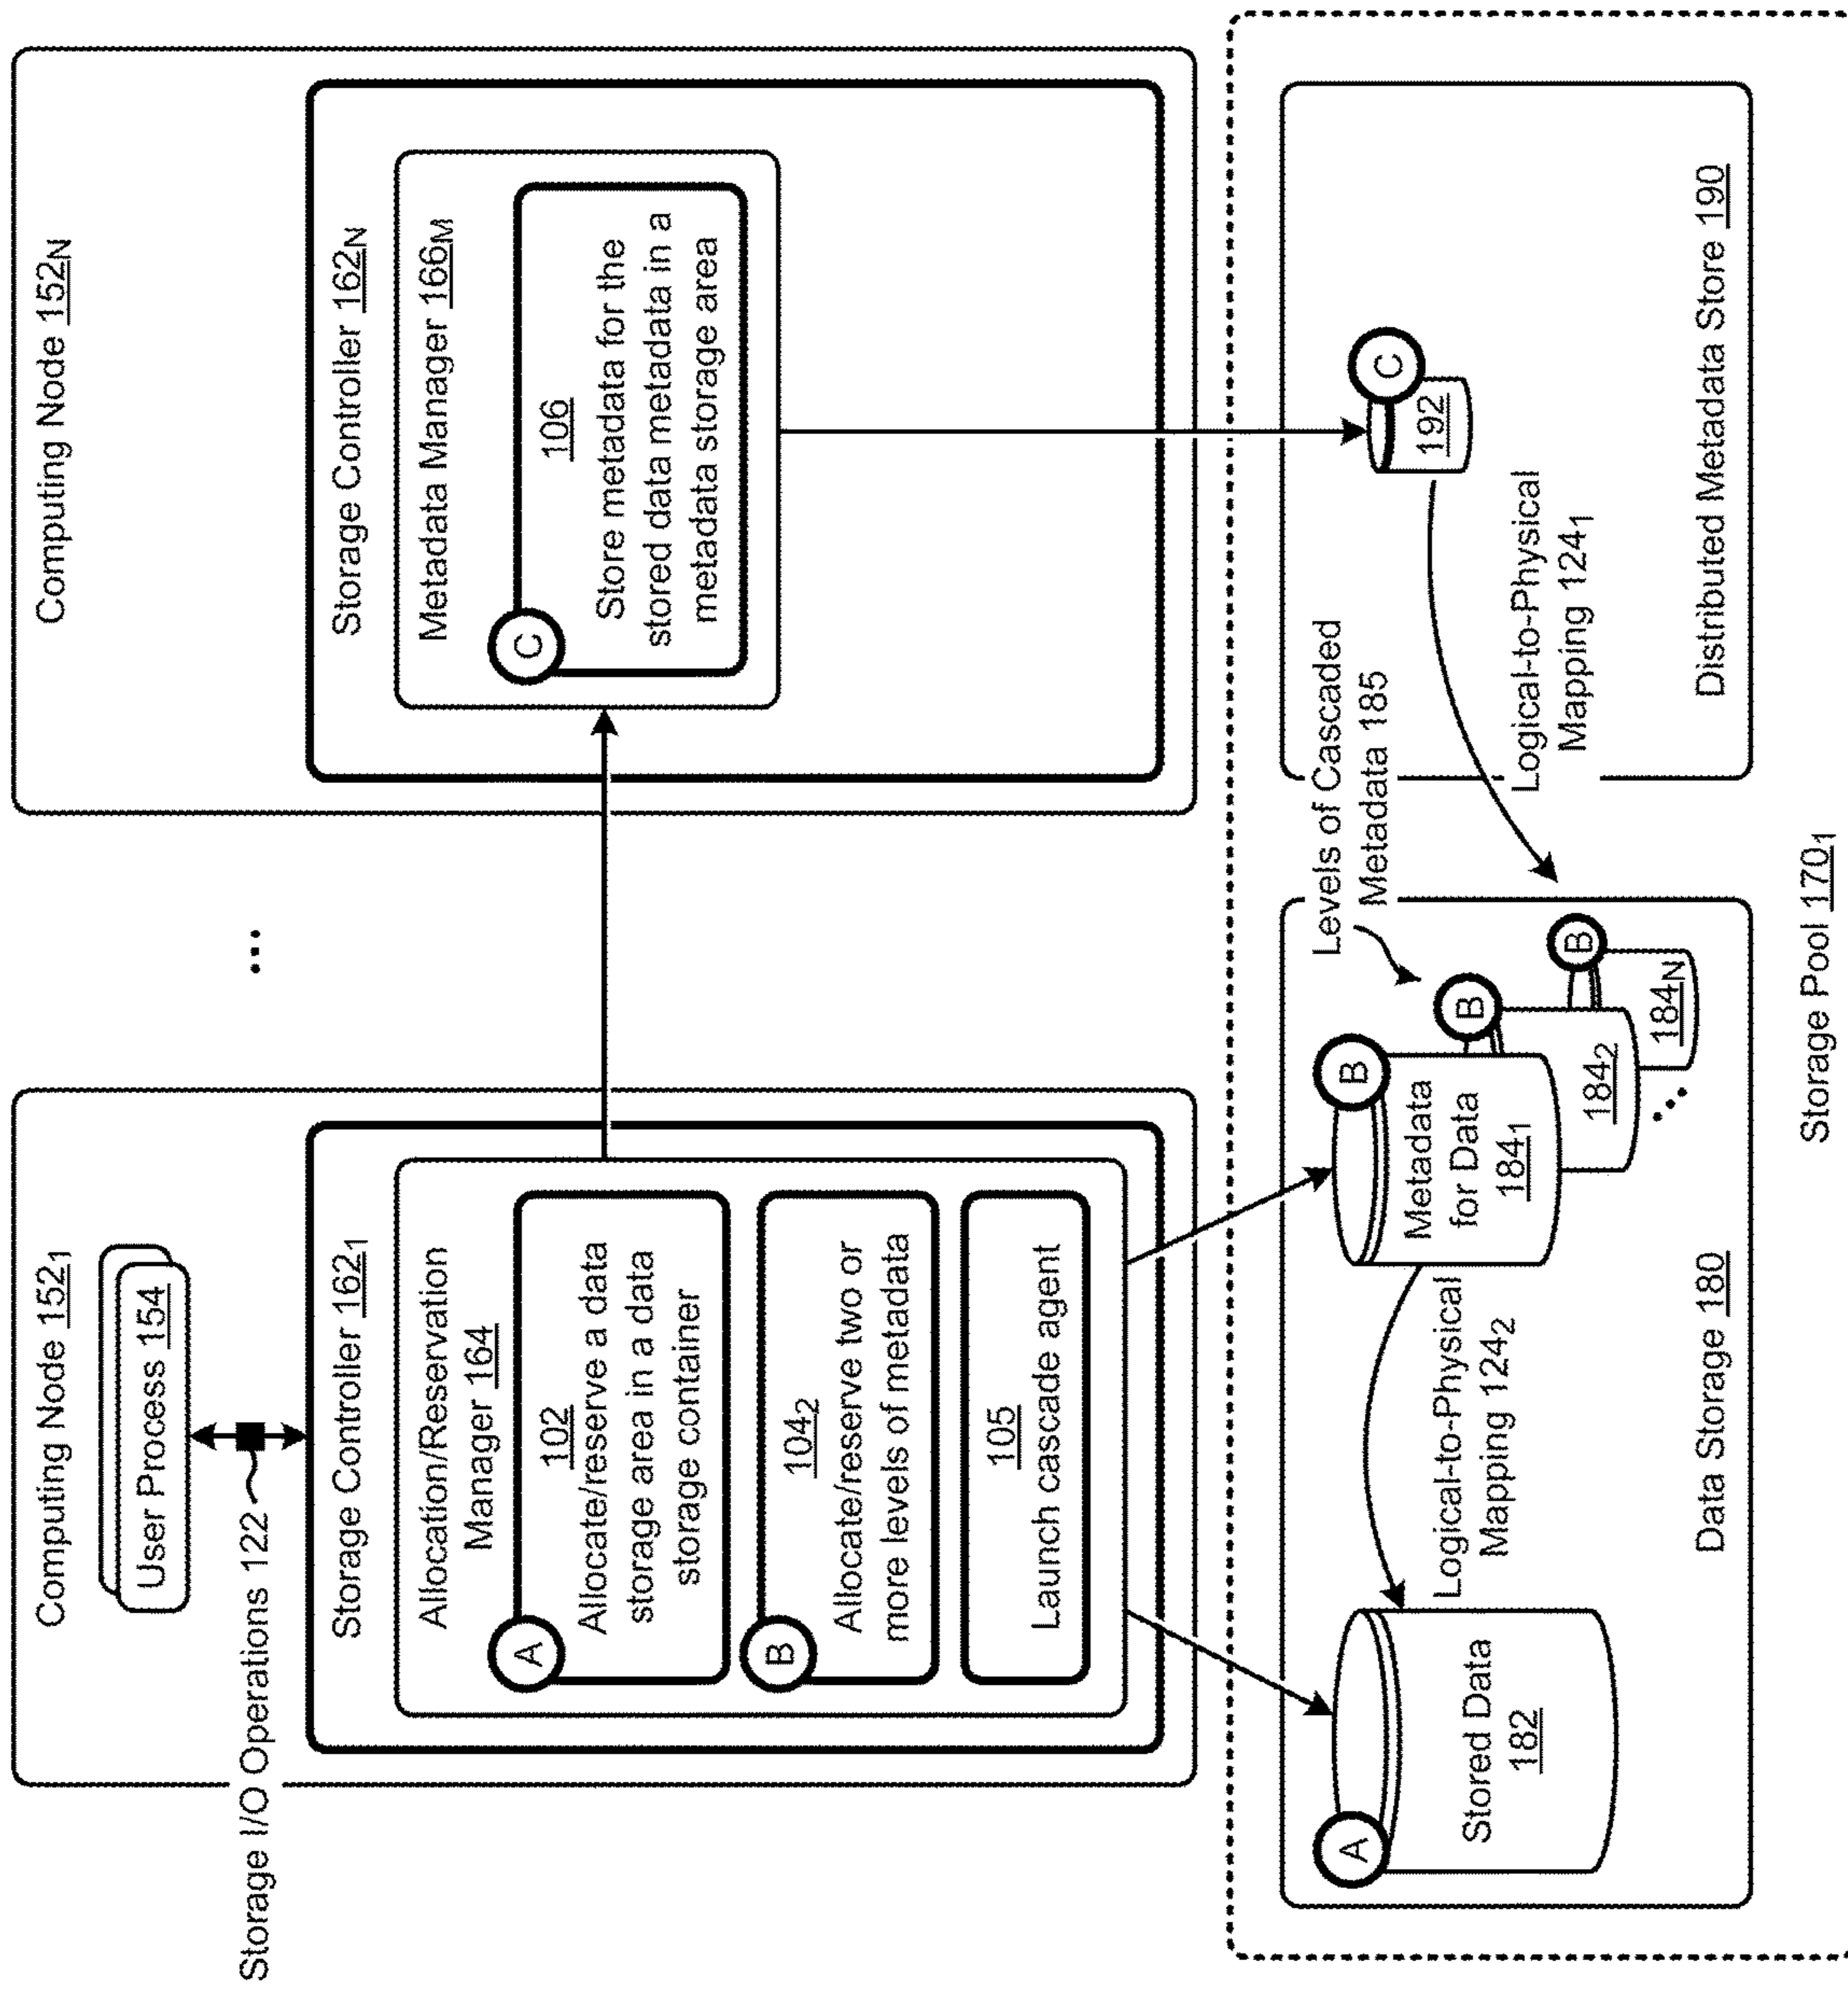 Computing Node 152₁
User Process 154
Storage I/O Operations 122
Storage Controller 162₁
Allocation/Reservation
Manager 164
A
102
Allocate/reserve a data
storage area in a data
storage container
B
104₂
Allocate/reserve two or
more levels of metadata
105
Launch cascade agent
...
Computing Node 152N
Storage Controller 162N
Metadata Manager 166M
C
106
Store metadata for the
stored data metadata in a
metadata storage area
A
Stored Data
182
Logical-to-Physical
Mapping 124₂
B
Metadata
for Data
184₁
B
184₂
...
B
184N
Levels of Cascaded
Metadata 185
Data Storage 180
C
192
Logical-to-Physical
Mapping 124₁
Distributed Metadata Store 190
Storage Pool 170₁